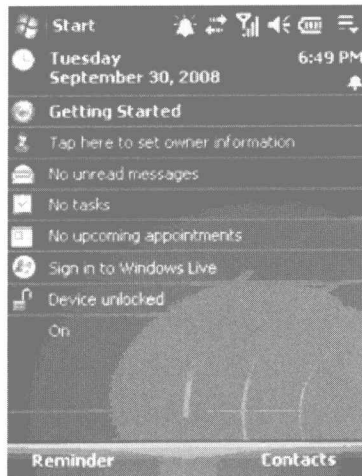 Start
Tuesday 6:49 PM
September 30, 2008
Getting Started
Tap here to set owner information
No unread messages
No tasks
No upcoming appointments
Sign in to Windows Live
Device unlocked
On
Reminder Contacts